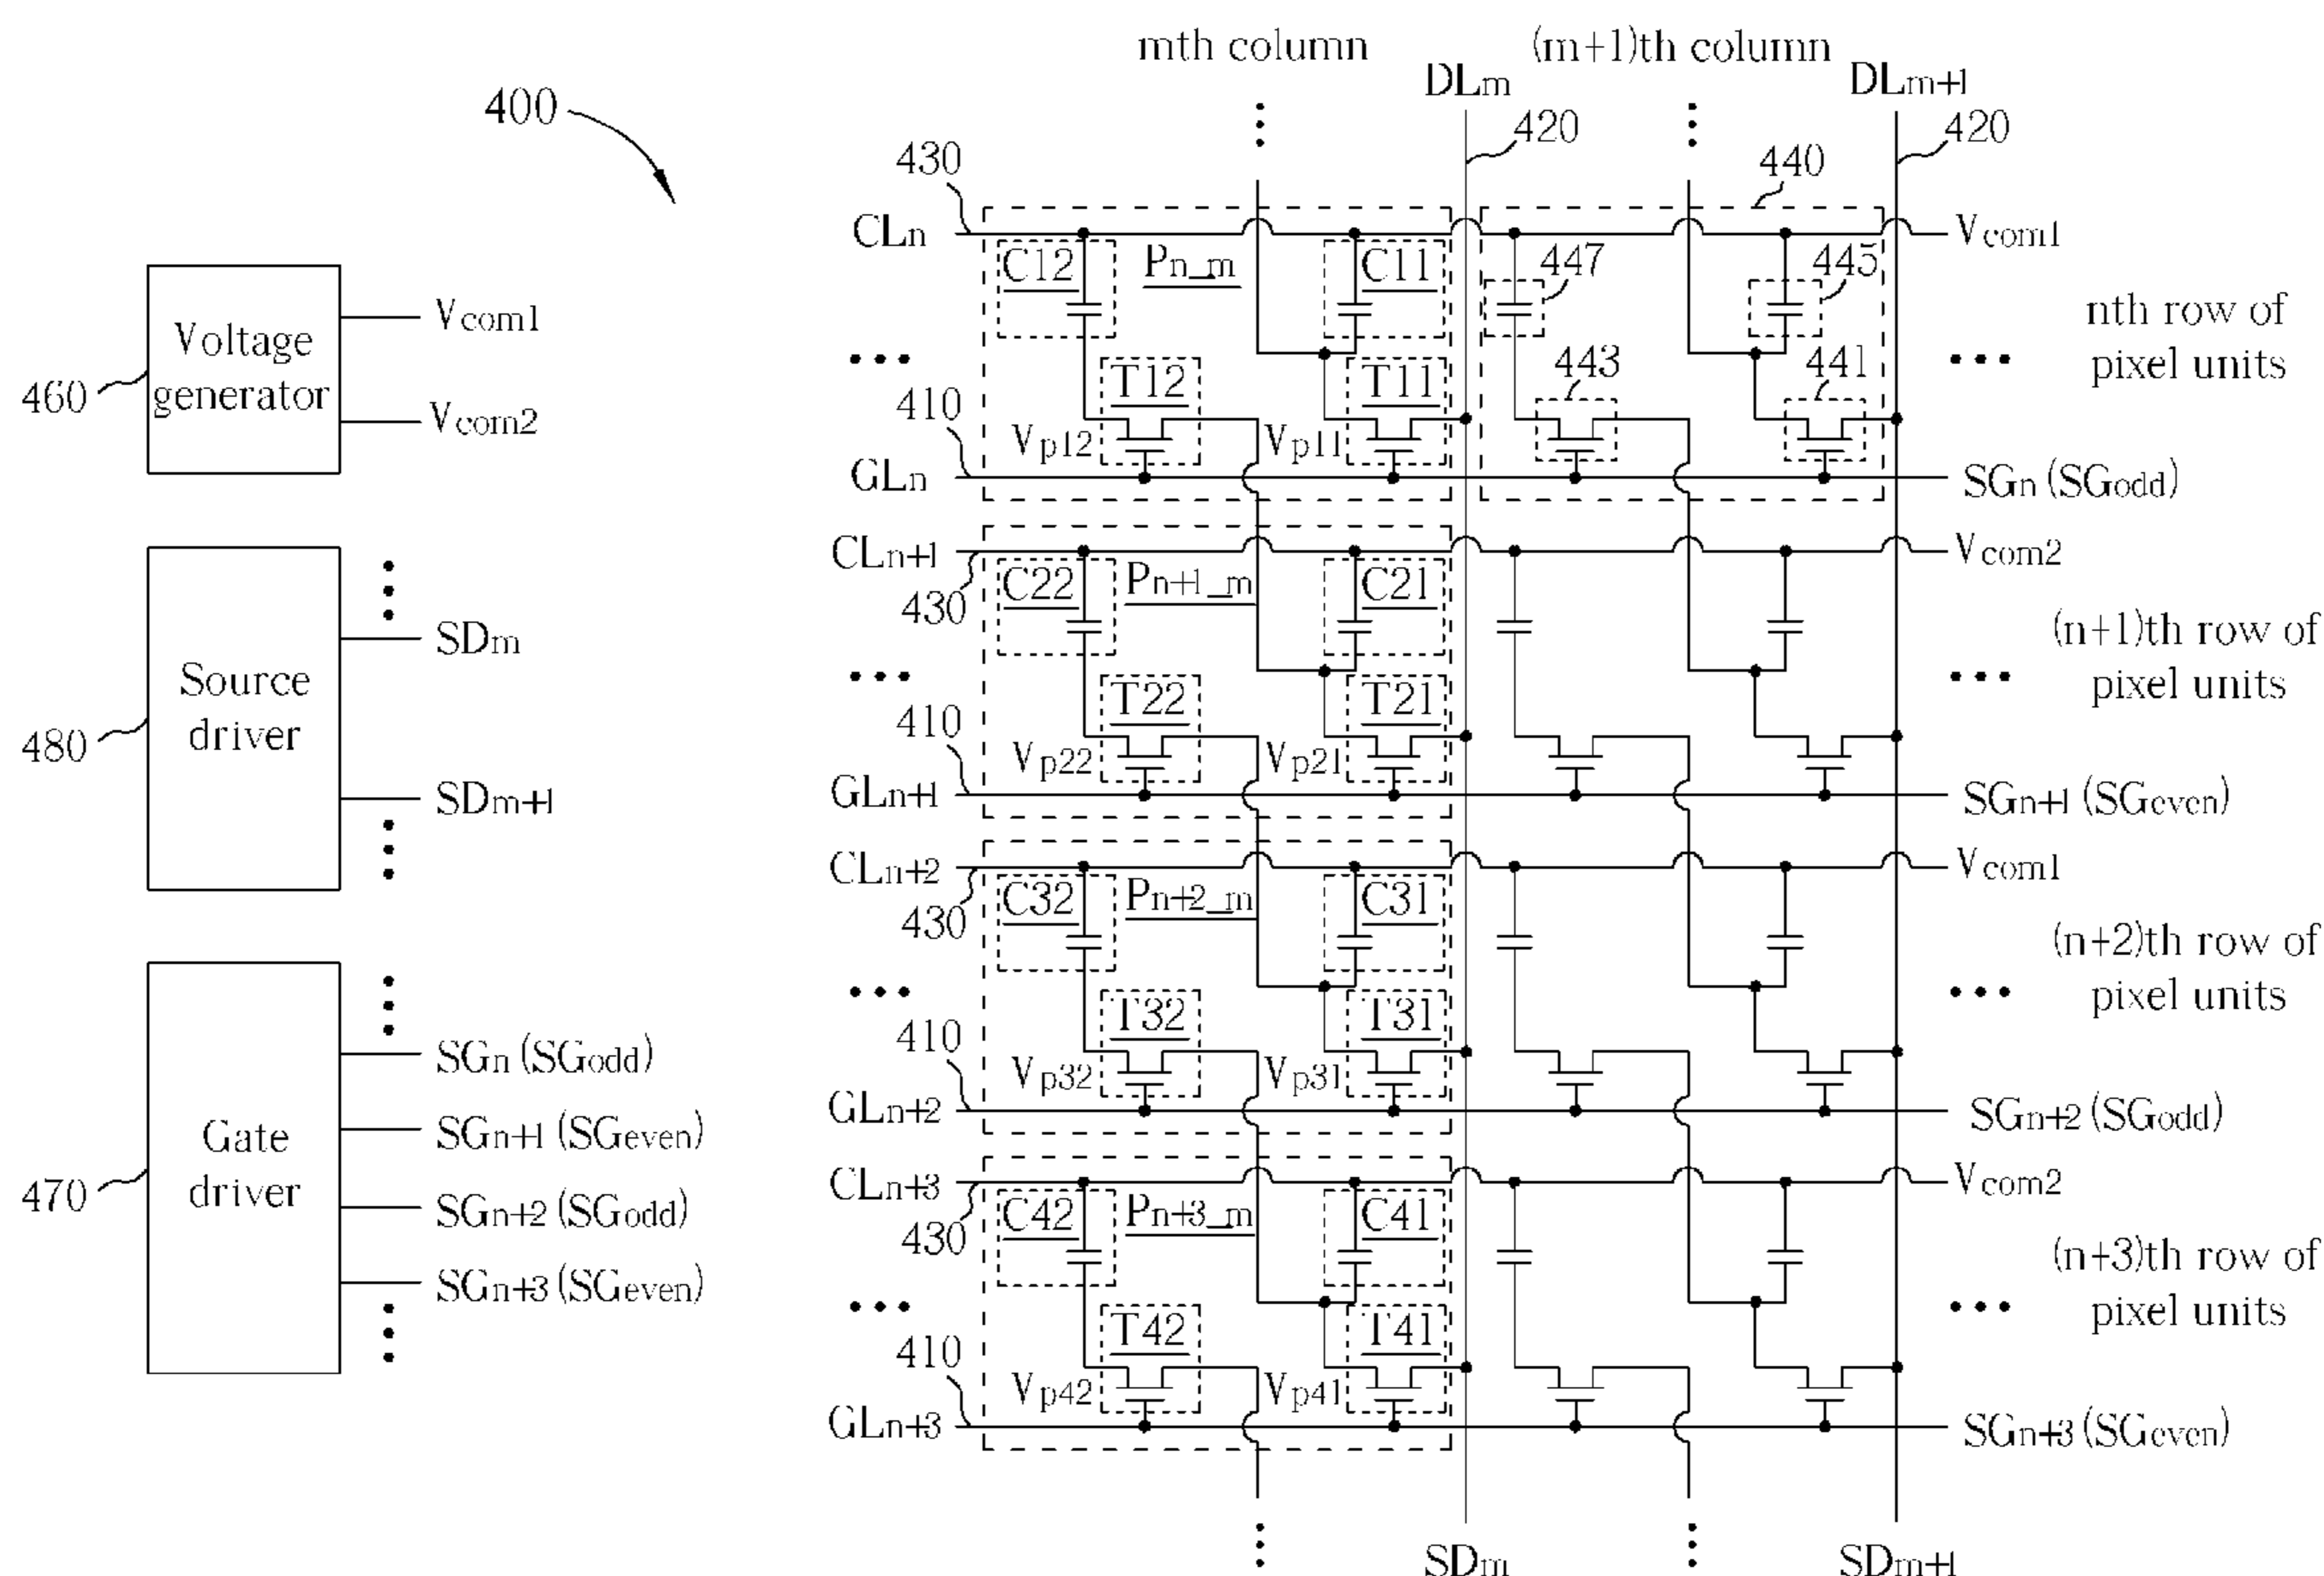 400
Voltage
generator
460
Vcom1
Vcom2
Source
driver
480
SDm
SDm+1
Gate
driver
470
SGn (SGodd)
SGn+1 (SGeven)
SGn+2 (SGodd)
SGn+3 (SGeven)
mth column
(m+1)th column
DLm
DLm+1
420
420
430
440
CLn
Vcom1
C12
Pn_m
C11
447
445
nth row of
pixel units
T12
T11
443
441
410
Vp12
Vp11
GLn
SGn (SGodd)
CLn+1
Vcom2
430
C22
Pn+1_m
C21
(n+1)th row of
pixel units
T22
T21
410
Vp22
Vp21
GLn+1
SGn+1 (SGeven)
CLn+2
Vcom1
430
C32
Pn+2_m
C31
(n+2)th row of
pixel units
T32
T31
410
Vp32
Vp31
GLn+2
SGn+2 (SGodd)
CLn+3
Vcom2
430
C42
Pn+3_m
C41
(n+3)th row of
pixel units
T42
T41
410
Vp42
Vp41
GLn+3
SGn+3 (SGeven)
SDm
SDm+1